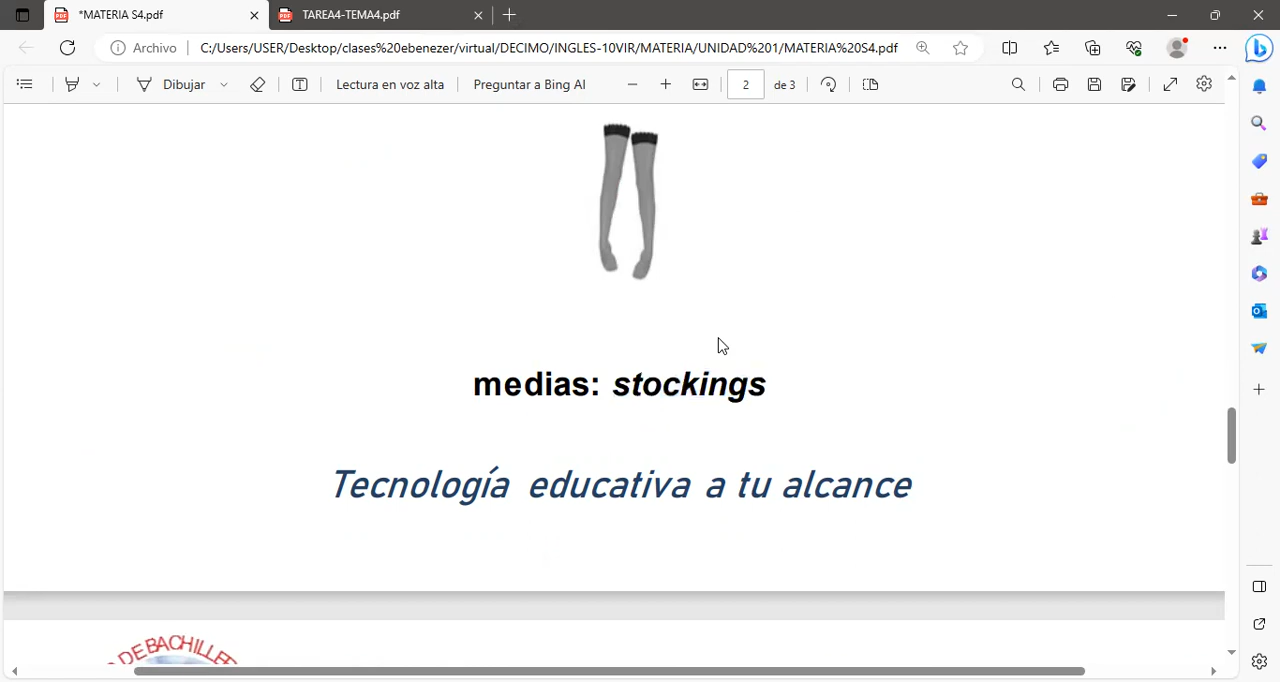 *MATERIA S4.pdf
TAREA4-TEMA4.pdf
Archivo
C:/Users/USER/Desktop/clases%20ebenezer/virtual/DECIMO/INGLES-10VIR/MATERIA/UNIDAD%201/MATERIA%20S4.pdf
Dibujar
Lectura en voz alta
Preguntar a Bing AI
2
de 3
medias: stockings
Tecnología educativa a tu alcance
DE BACHILLER